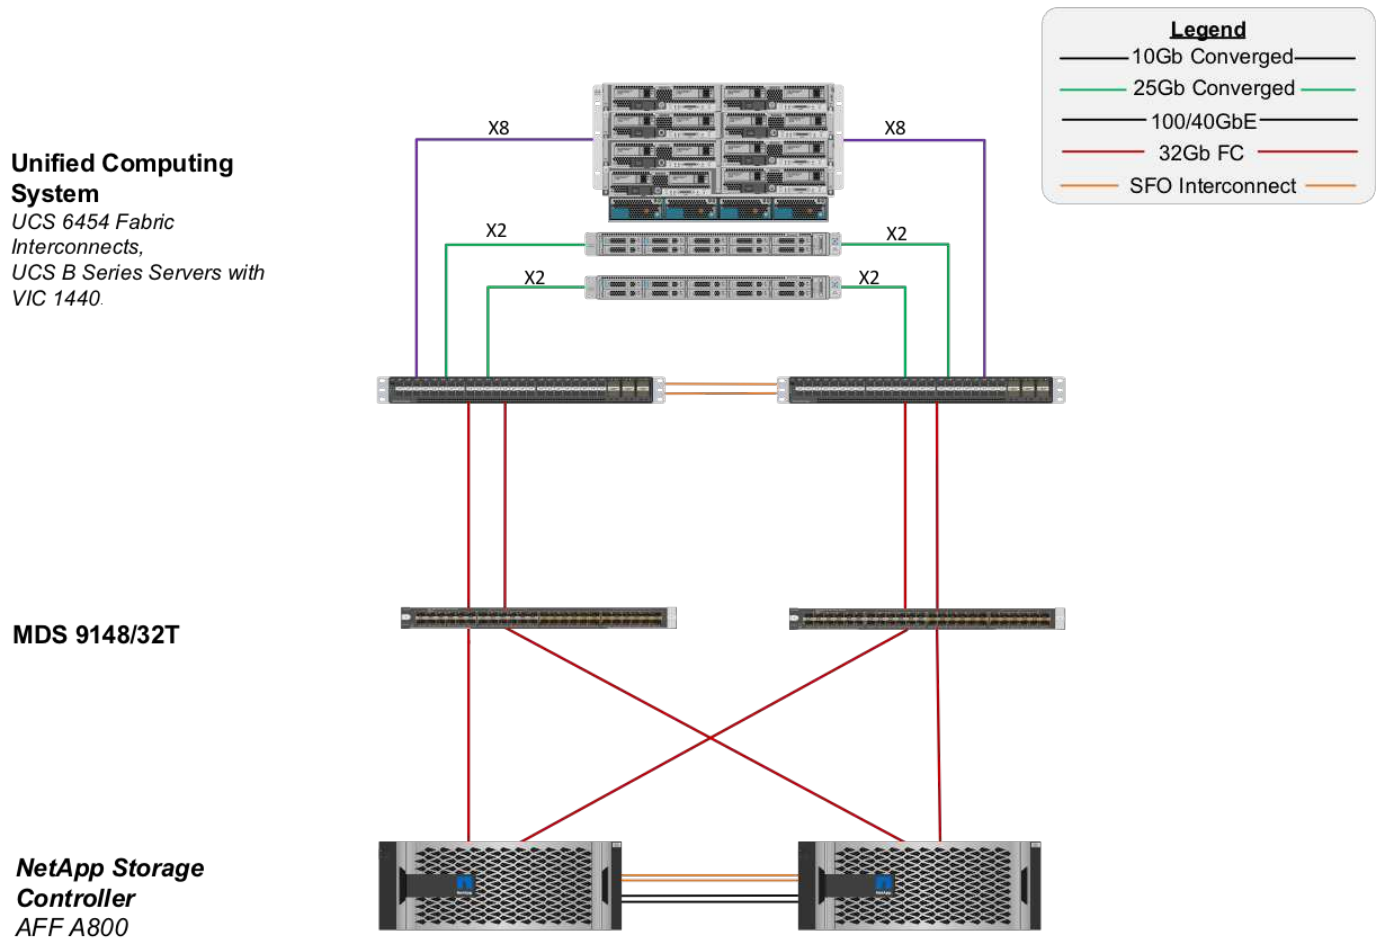 Legend
10Gb Converged
25Gb Converged
100/40GbE
32Gb FC
SFO Interconnect
X8
X8
Unified Computing
System
UCS 6454 Fabric
Interconnects,
UCS B Series Servers with
VIC 1440.
X2
X2
X2
X2
MDS 9148/32T
NetApp Storage
Controller
AFF A800
NetApp
NetApp